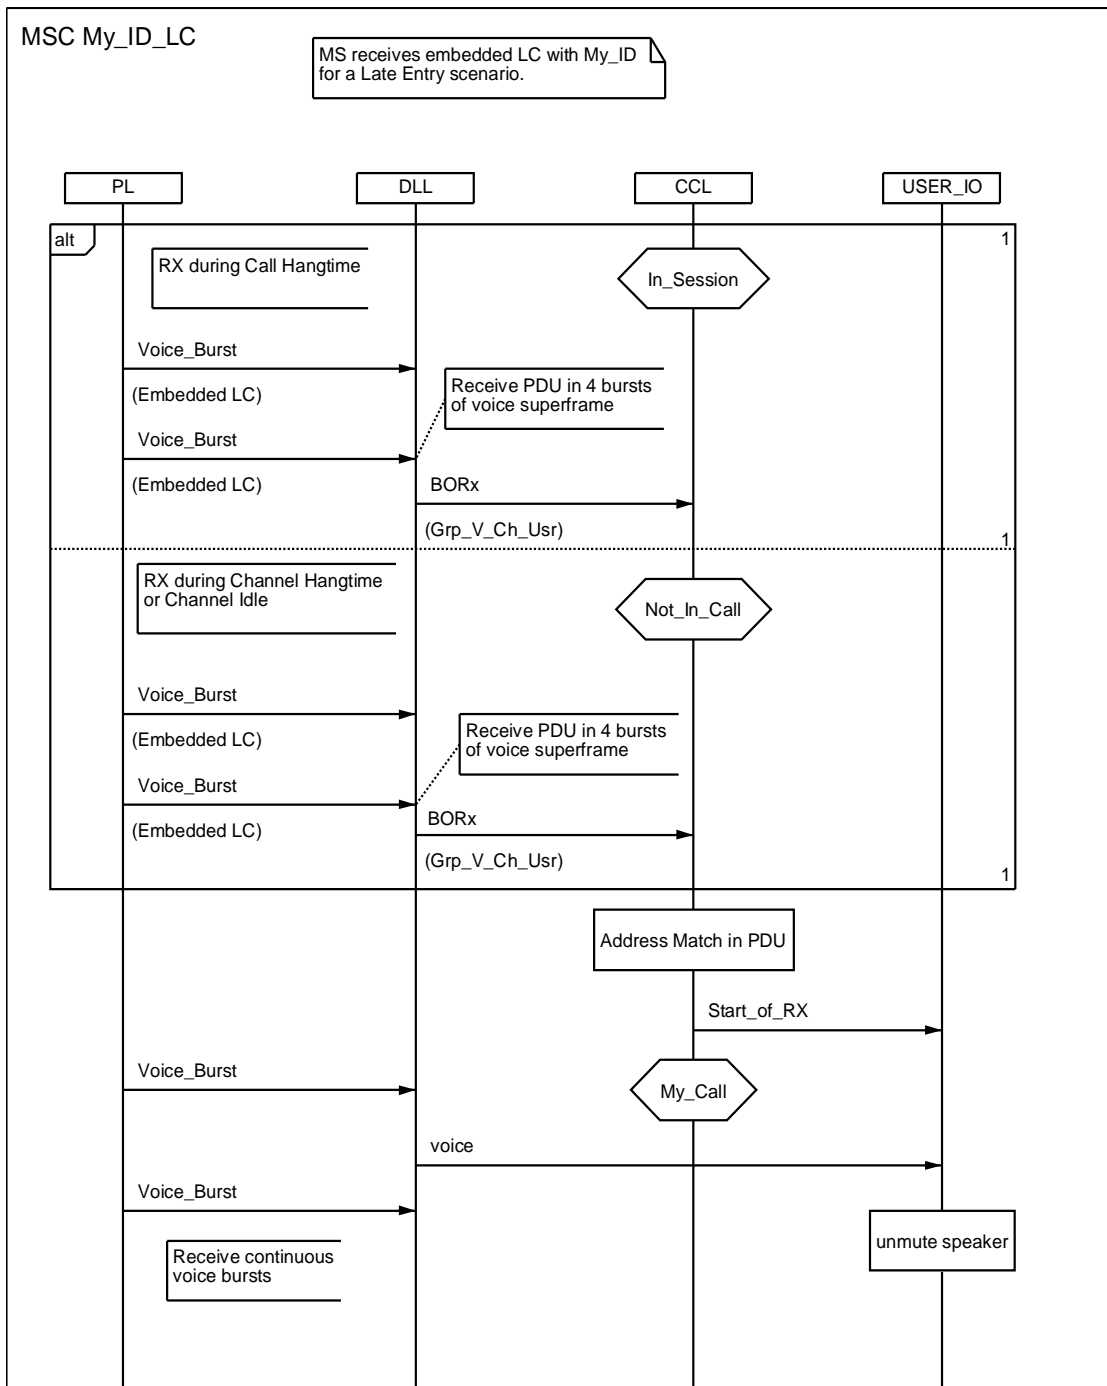 MSC My_ID_LC
MS receives embedded LC with My_ID
for a Late Entry scenario.
PL
DLL
CCL
USER_IO
alt
1
RX during Call Hangtime
In_Session
Voice_Burst
(Embedded LC)
Receive PDU in 4 bursts
of voice superframe
Voice_Burst
(Embedded LC)
BORx
(Grp_V_Ch_Usr)
1
RX during Channel Hangtime
or Channel Idle
Not_In_Call
Voice_Burst
(Embedded LC)
Receive PDU in 4 bursts
of voice superframe
Voice_Burst
(Embedded LC)
BORx
(Grp_V_Ch_Usr)
1
Address Match in PDU
Start_of_RX
Voice_Burst
My_Call
voice
Voice_Burst
unmute speaker
Receive continuous
voice bursts